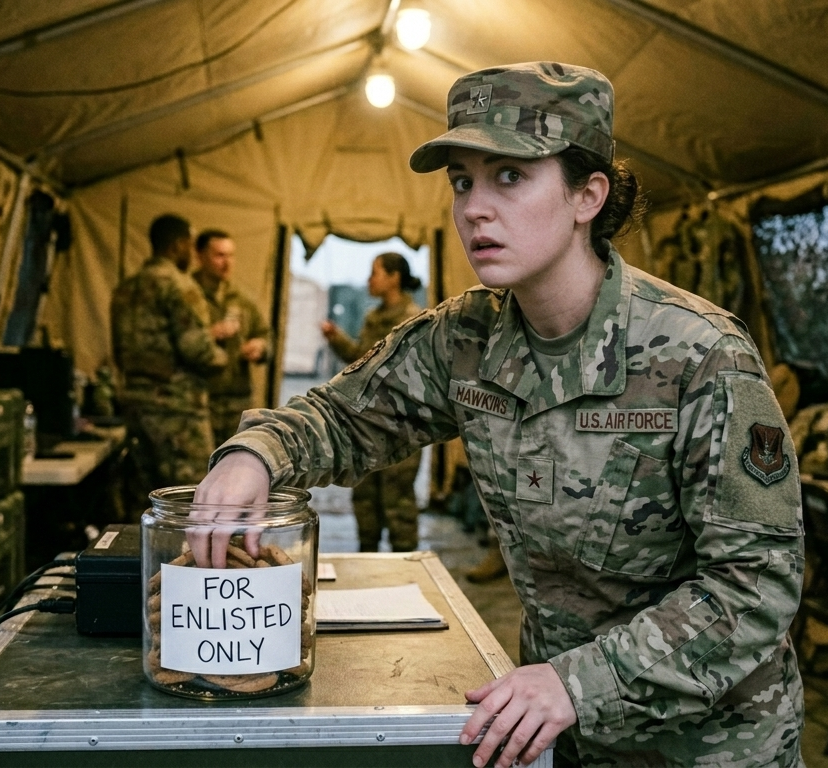 HAWKINS
U.S. AIR FORCE
FOR
ENLISTED
ONLY